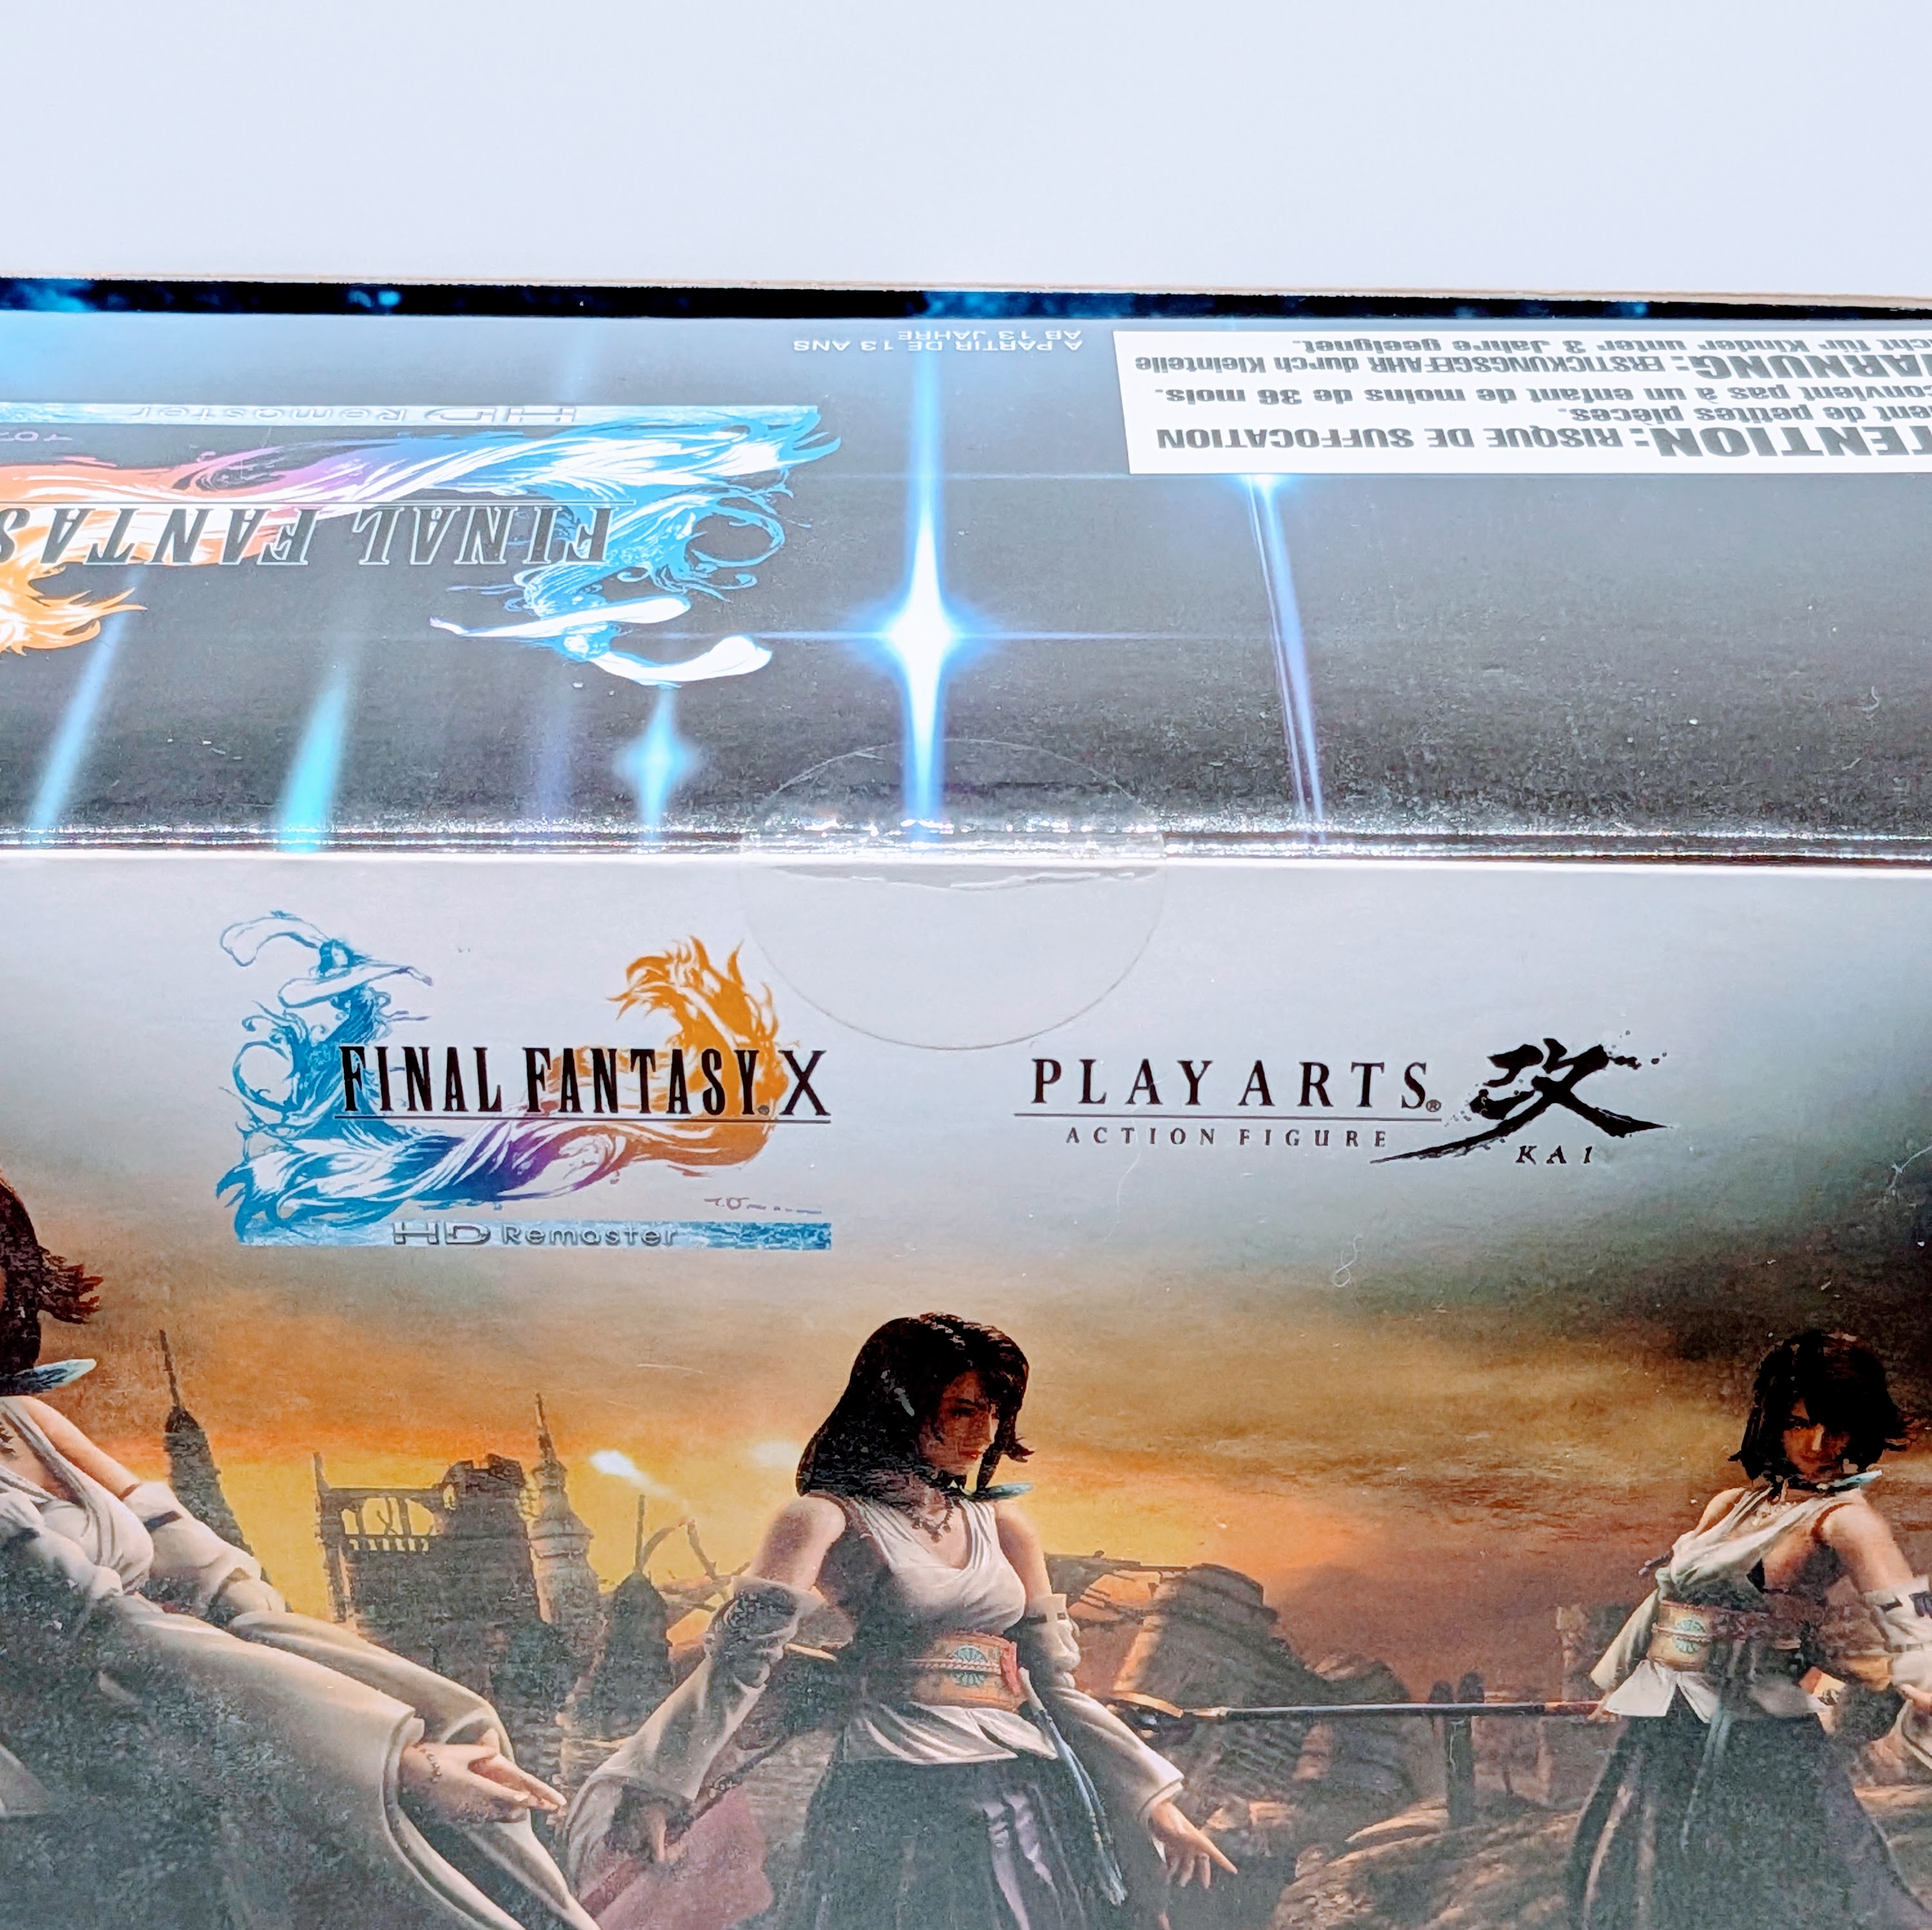 A PARTIR DE 13 ANS
AB 13 JAHRE
TENTION : RISQUE DE SUFFOCATION
ent de petites pièces.
onvient pas à un enfant de moins de 36 mois.
ARNUNG: ERSTICKUNGSGEFAHR durch Kleinteile
cht für Kinder unter 3 Jahre geeignet.
FINAL FANTAS
HD Remaster
FINAL FANTASY® X
HD Remaster
PLAY ARTS® 改
ACTION FIGURE
KAI